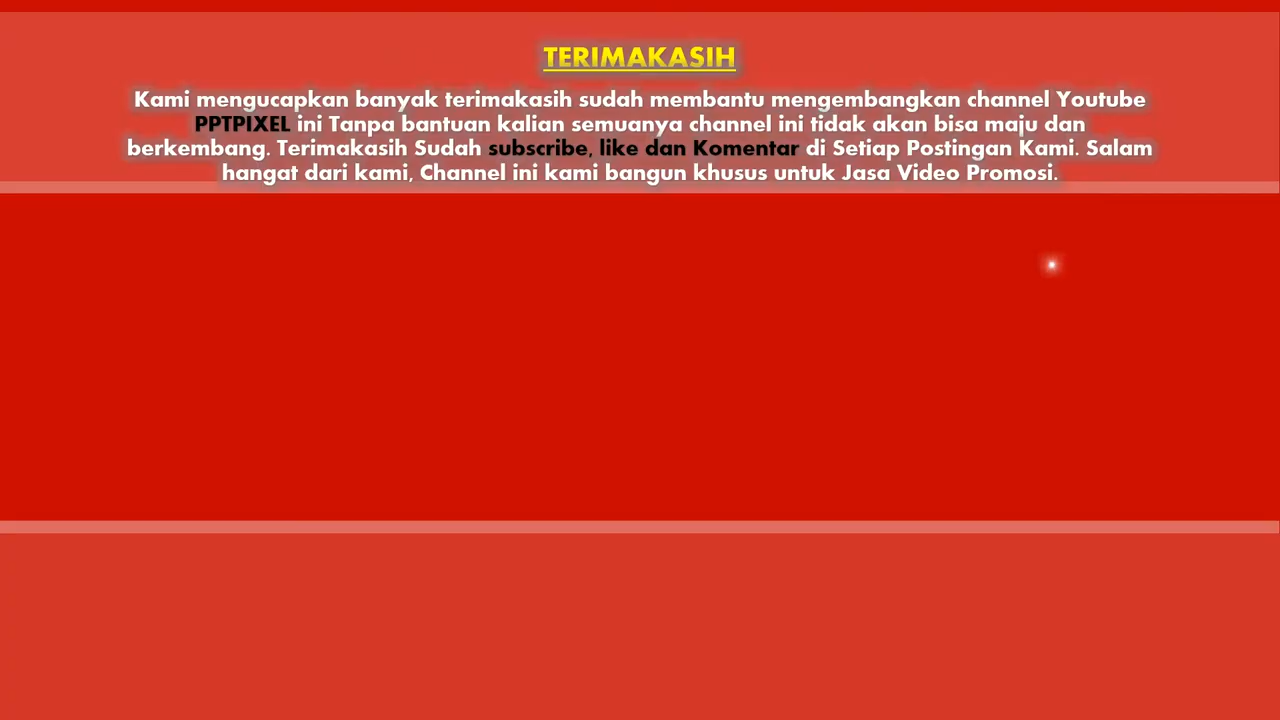 TERIMAKASIH
Kami mengucapkan banyak terimakasih sudah membantu mengembangkan channel Youtube
PPTPIXEL ini Tanpa bantuan kalian semuanya channel ini tidak akan bisa maju dan
berkembang. Terimakasih Sudah subscribe, like dan Komentar di Setiap Postingan Kami. Salam
hangat dari kami, Channel ini kami bangun khusus untuk Jasa Video Promosi.